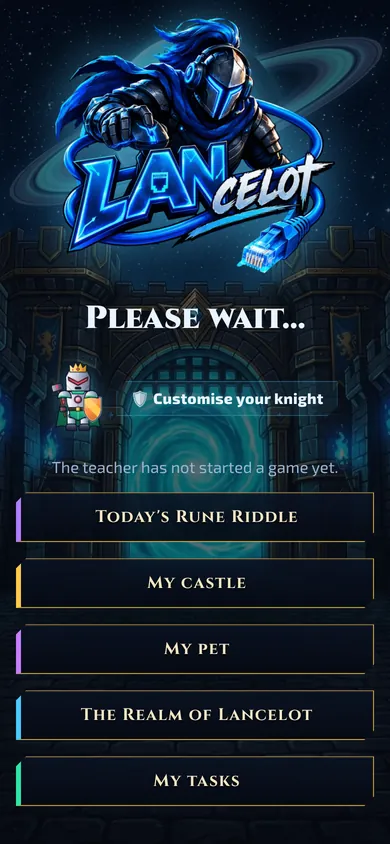 LANCELOT
Please wait...
Customise your knight
The teacher has not started a game yet.
Today's Rune Riddle
My castle
My pet
The Realm of Lancelot
My tasks